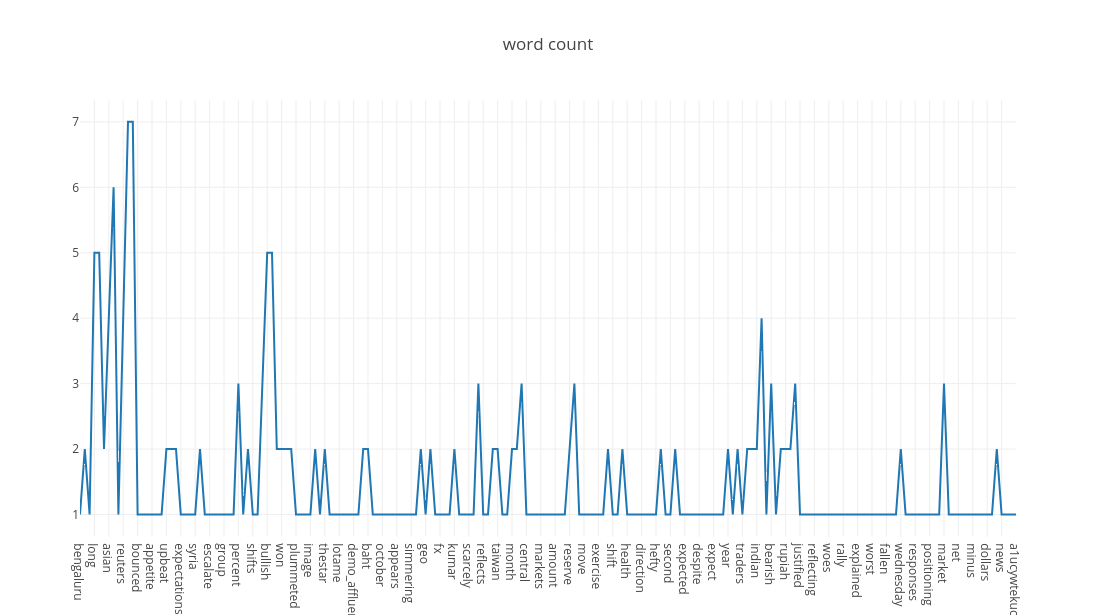 word count
7
6
5
4
3
2
1
bengaluru
long
asian
reuters
bounced
appetite
upbeat
expectations
syria
escalate
group
percent
shifts
bullish
won
plummeted
image
thestar
lotame
baht
october
appears
simmering
geo
fx
kumar
scarcely
reflects
taiwan
month
central
markets
amount
reserve
move
exercise
shift
health
direction
hefty
second
expected
despite
expect
year
traders
indian
bearish
rupiah
justified
reflecting
woes
rally
explained
worst
fallen
wednesday
responses
positioning
market
net
minus
dollars
news